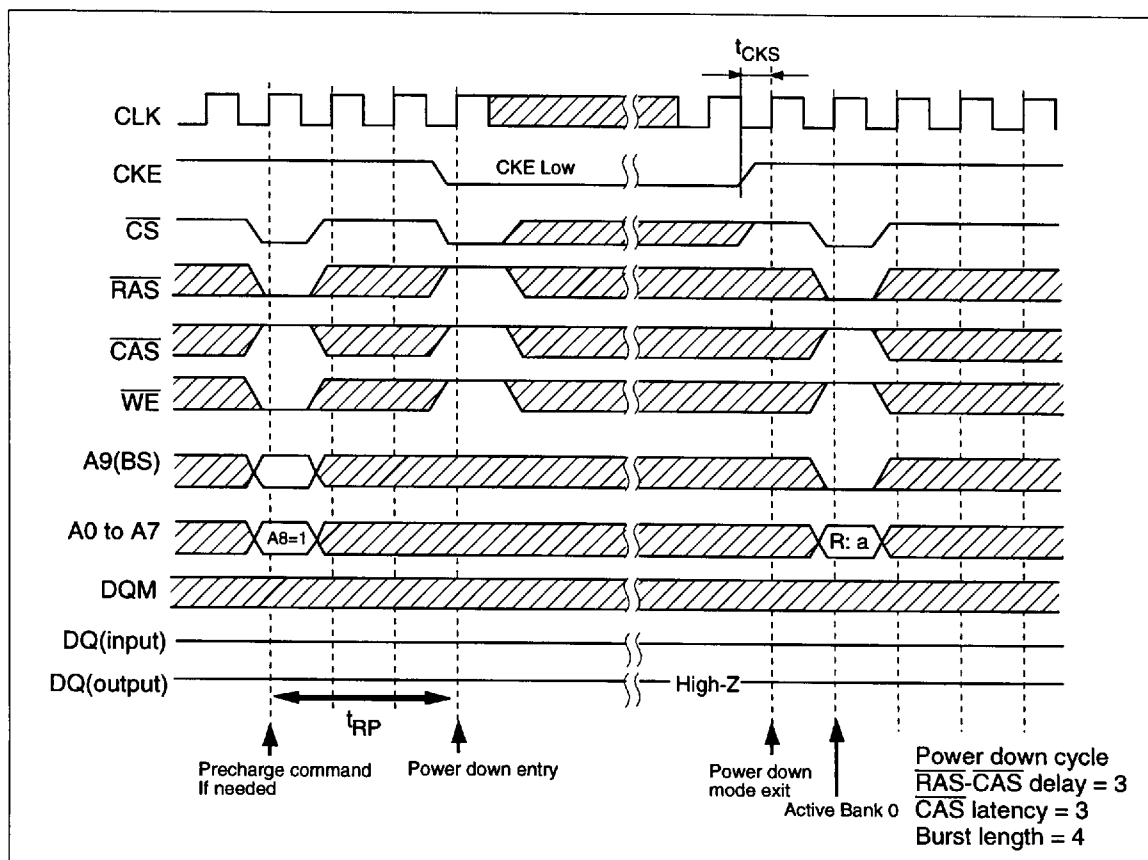 tCKS
CLK
CKE
CKE Low
CS
RAS
CAS
WE
A9(BS)
A0 to A7
A8=1
R: a
DQM
DQ(input)
DQ(output)
High-Z
tRP
Precharge command
If needed
Power down entry
Power down
mode exit
Active Bank 0
Power down cycle
RAS-CAS delay = 3
CAS latency = 3
Burst length = 4